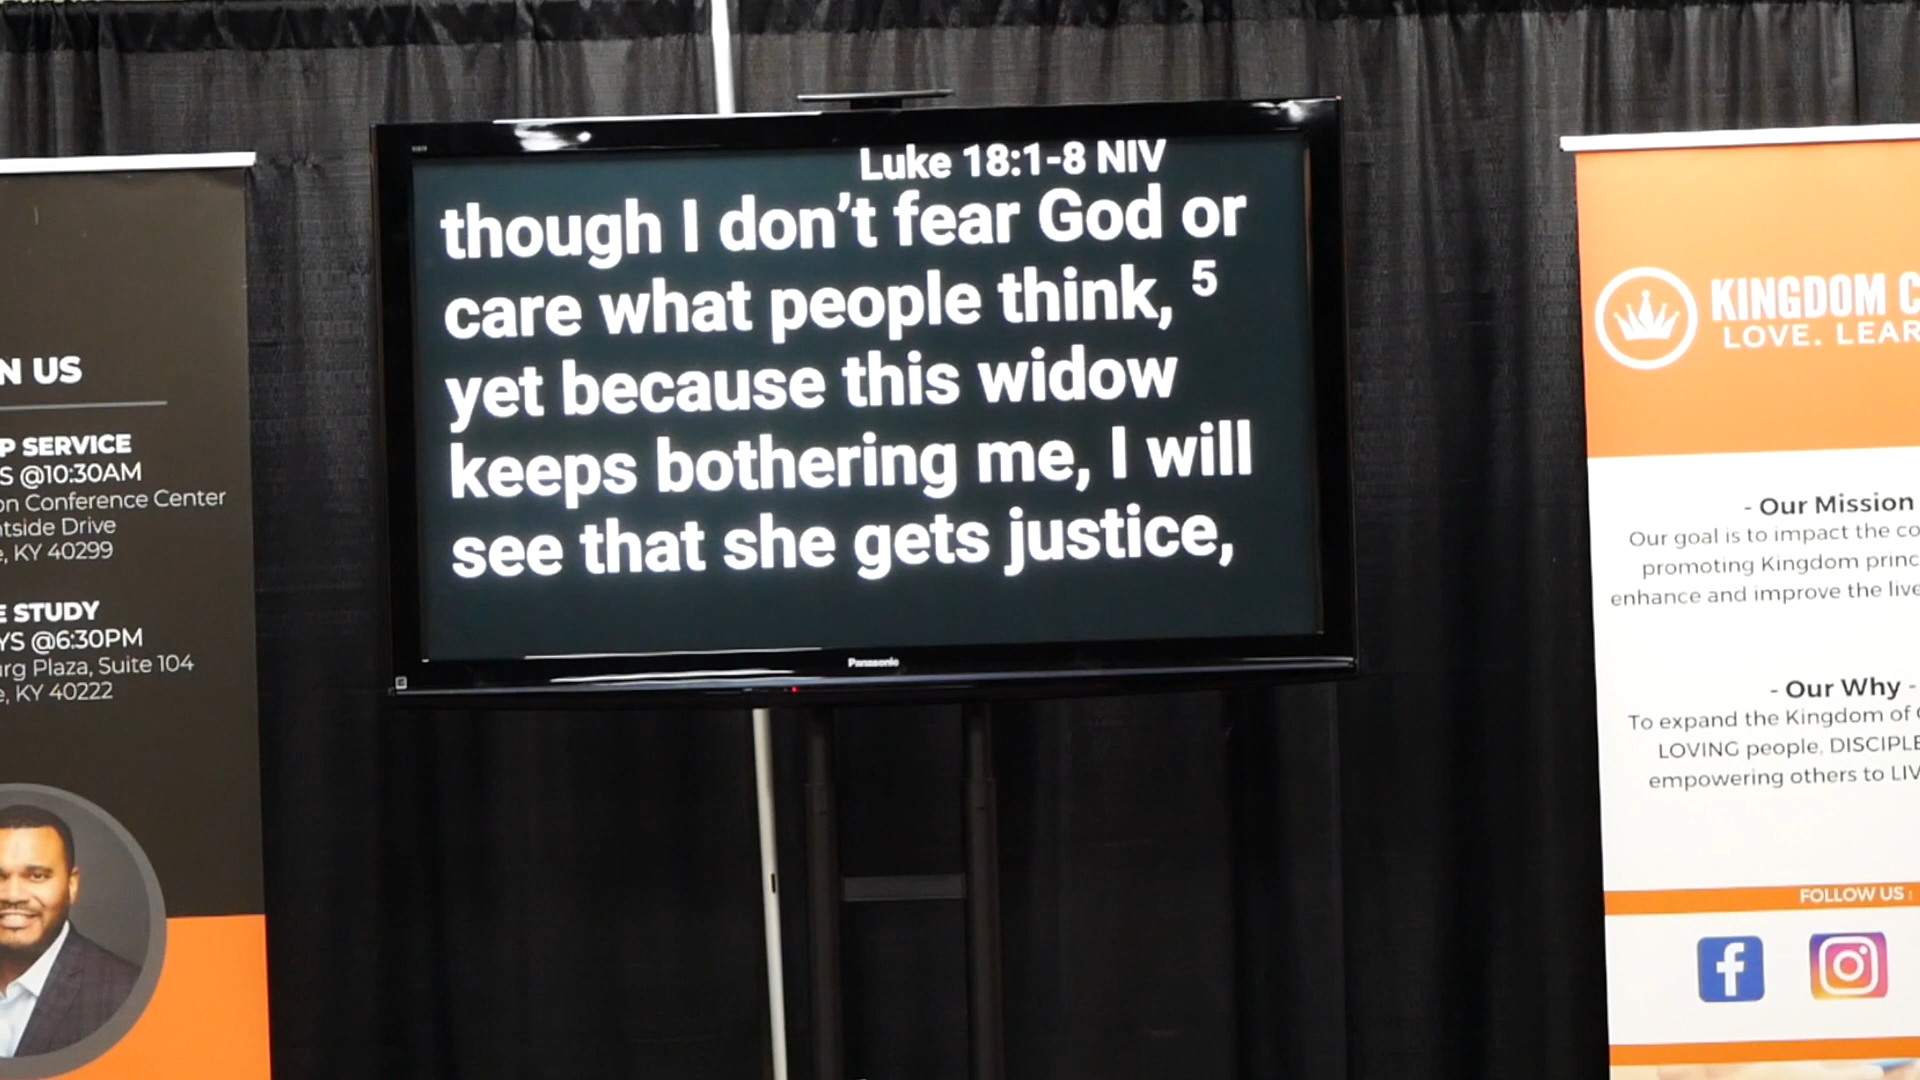 N US
P SERVICE
S @10:30AM
on Conference Center
tside Drive
, KY 40299
E STUDY
YS @6:30PM
rg Plaza, Suite 104
, KY 40222
Luke 18:1-8 NIV
though I don't fear God or
care what people think, 5
yet because this widow
keeps bothering me, I will
see that she gets justice,
Panasonic
KINGDOM C
LOVE. LEAR
- Our Mission
Our goal is to impact the co
promoting Kingdom princ
enhance and improve the live
- Our Why -
To expand the Kingdom of
LOVING people, DISCIPLE
empowering others to LIV
FOLLOW US :